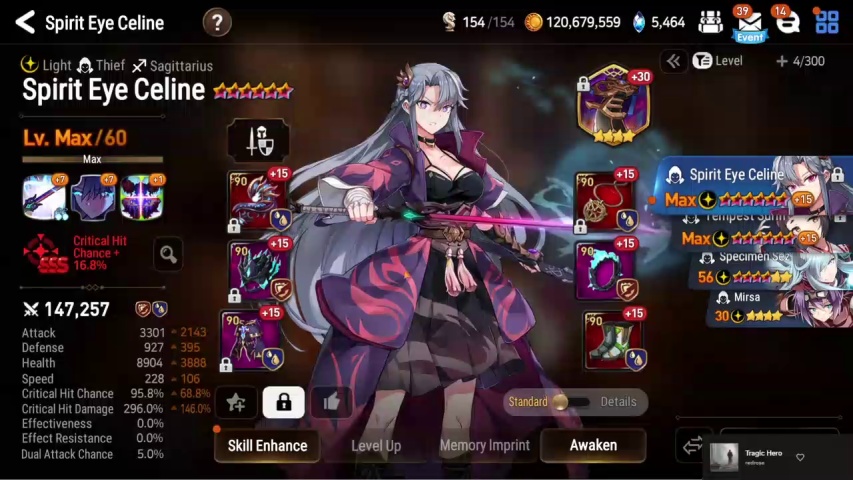 Spirit Eye Celine
?
154/154
120,679,559
5,464
39
Event
14
Light Thief Sagittarius
Spirit Eye Celine
Lv. Max/60
Max
+7
+7
+1
SSS
Critical Hit
Chance +
16.8%
147,257
Attack 3301 2143
Defense 927 395
Health 8904 3888
Speed 228 106
Critical Hit Chance 95.8% 68.8%
Critical Hit Damage 296.0% 146.0%
Effectiveness 0.0%
Effect Resistance 0.0%
Dual Attack Chance 5.0%
90 +15
90 +15
90 +15
+30
90 +15
90 +15
90 +15
Standard Details
Skill Enhance
Level Up
Memory Imprint
Awaken
Level
+ 4/300
Spirit Eye Celine
Max +15
Max +15
Specimen Sez
56
Mirsa
30
Tragic Hero